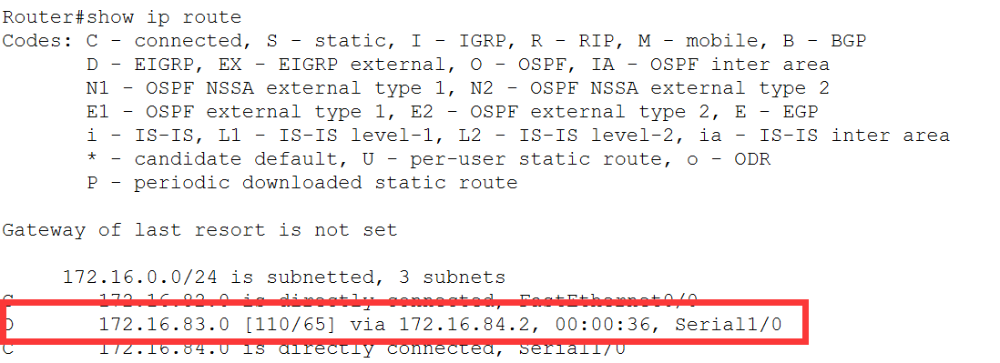 Router#show ip route
Codes: C - connected, S - static, I - IGRP, R - RIP, M - mobile, B - BGP
D - EIGRP, EX - EIGRP external, O - OSPF, IA - OSPF inter area
N1 - OSPF NSSA external type 1, N2 - OSPF NSSA external type 2
E1 - OSPF external type 1, E2 - OSPF external type 2, E - EGP
i - IS-IS, L1 - IS-IS level-1, L2 - IS-IS level-2, ia - IS-IS inter area
* - candidate default, U - per-user static route, o - ODR
P - periodic downloaded static route
Gateway of last resort is not set
172.16.0.0/24 is subnetted, 3 subnets
C 172.16.82.0 is directly connected, FastEthernet0/0
172.16.83.0 [110/65] via 172.16.84.2, 00:00:36, Serial1/0
C 172.16.84.0 is directly connected, Serial1/0